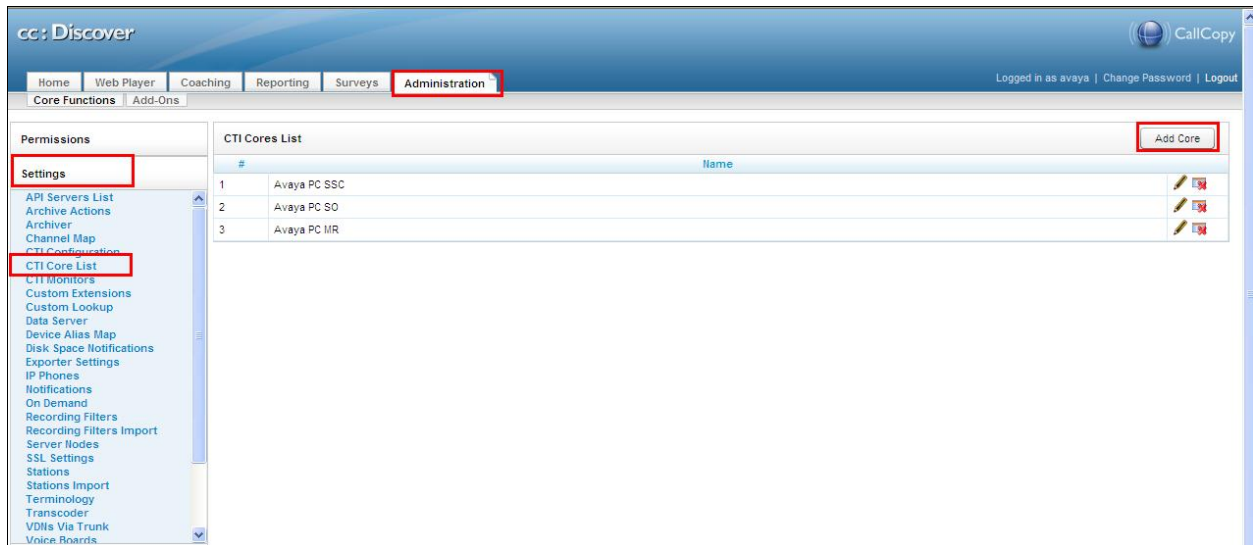 cc: Discover
CallCopy
Home Web Player Coaching Reporting Surveys Administration
Logged in as avaya | Change Password | Logout
Core Functions Add-Ons
Permissions
Settings
API Servers List
Archive Actions
Archiver
Channel Map
CTI Configuration
CTI Core List
CTI Monitors
Custom Extensions
Custom Lookup
Data Server
Device Alias Map
Disk Space Notifications
Exporter Settings
IP Phones
Notifications
On Demand
Recording Filters
Recording Filters Import
Server Nodes
SSL Settings
Stations
Stations Import
Terminology
Transcoder
VDNs Via Trunk
Voice Boards
CTI Cores List
Add Core
# Name
1 Avaya PC SSC
2 Avaya PC SO
3 Avaya PC MR